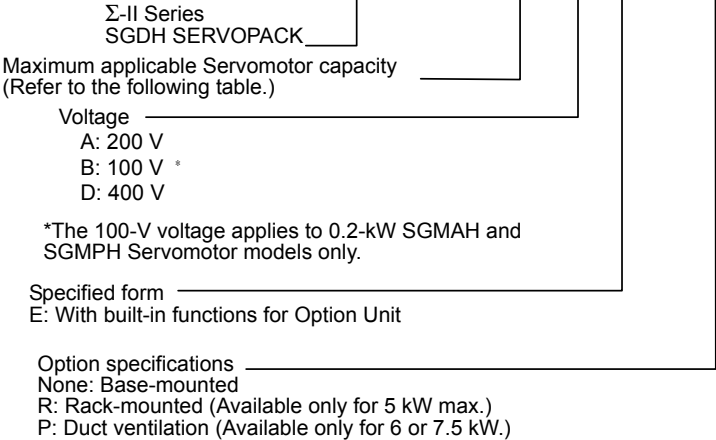 Σ-II Series
SGDH SERVOPACK
Maximum applicable Servomotor capacity
(Refer to the following table.)
Voltage
A: 200 V
B: 100 V *
D: 400 V
*The 100-V voltage applies to 0.2-kW SGMAH and
SGMPH Servomotor models only.
Specified form
E: With built-in functions for Option Unit
Option specifications
None: Base-mounted
R: Rack-mounted (Available only for 5 kW max.)
P: Duct ventilation (Available only for 6 or 7.5 kW.)